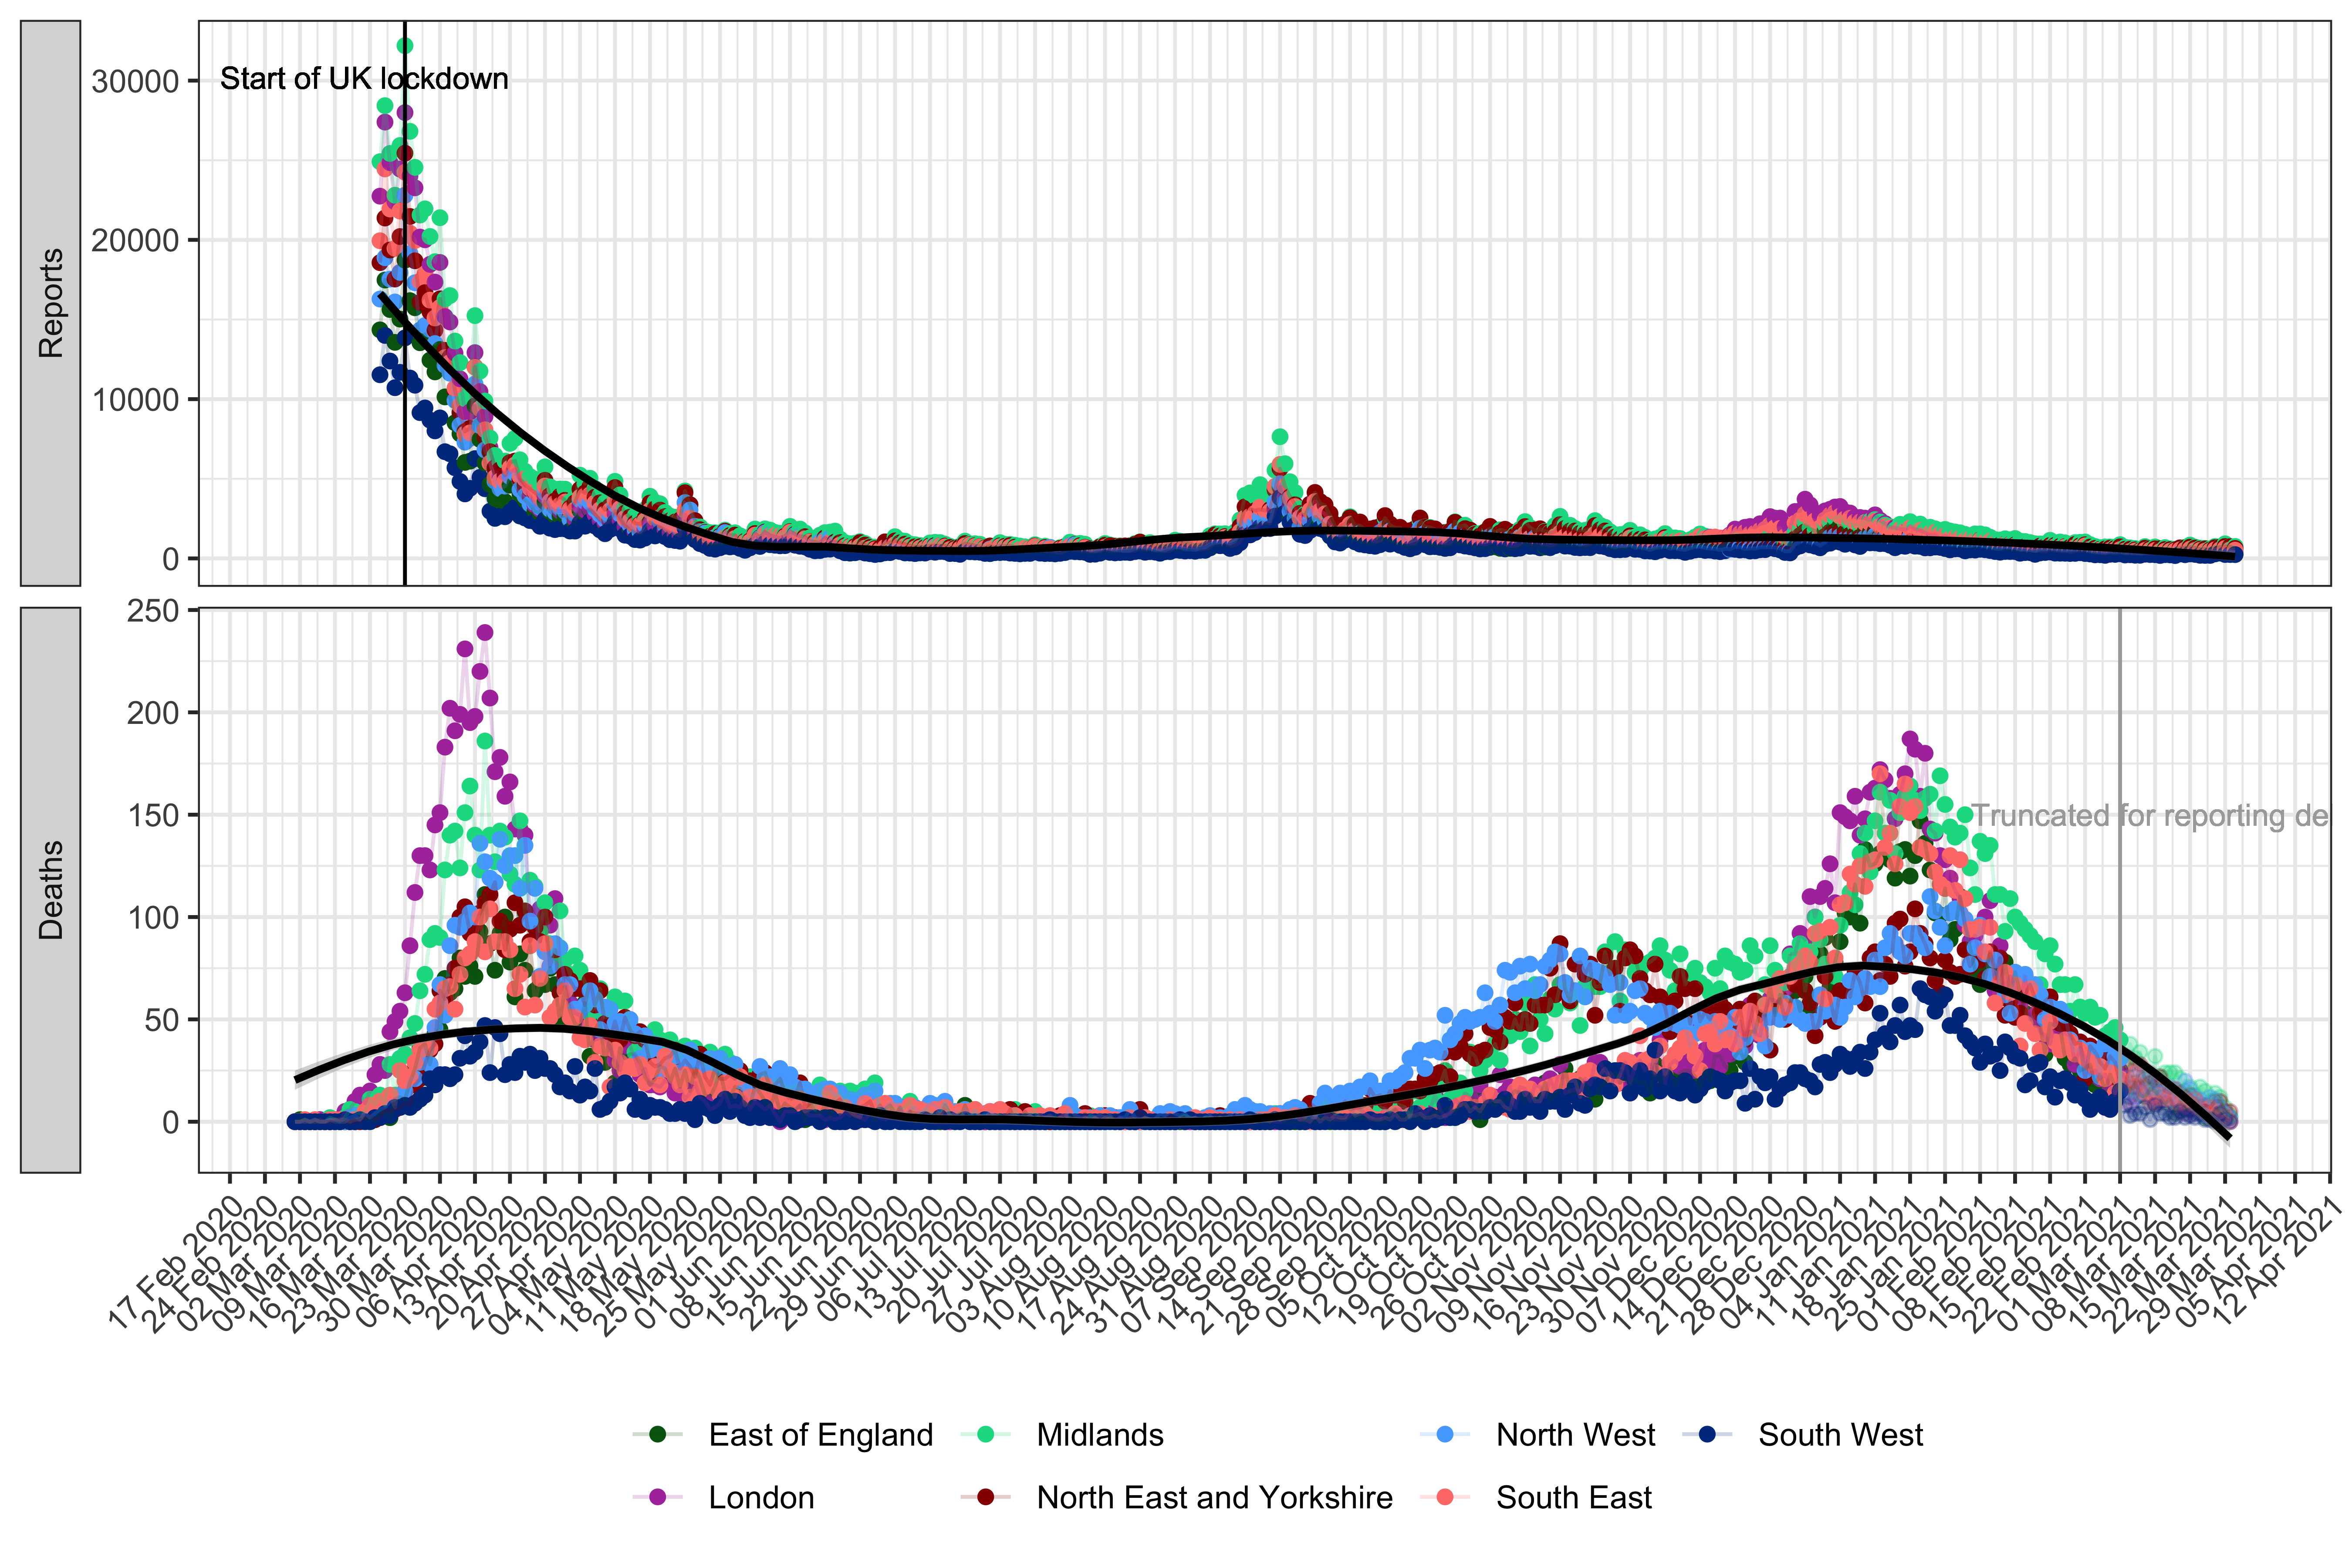 Reports
30000
20000
10000
0
Start of UK lockdown
Deaths
250
200
150
100
50
0
Truncated for reporting de
17 Feb 2020
24 Feb 2020
02 Mar 2020
09 Mar 2020
16 Mar 2020
23 Mar 2020
30 Mar 2020
06 Apr 2020
13 Apr 2020
20 Apr 2020
27 Apr 2020
04 May 2020
11 May 2020
18 May 2020
25 May 2020
01 Jun 2020
08 Jun 2020
15 Jun 2020
22 Jun 2020
29 Jun 2020
06 Jul 2020
13 Jul 2020
20 Jul 2020
27 Jul 2020
03 Aug 2020
10 Aug 2020
17 Aug 2020
24 Aug 2020
31 Aug 2020
07 Sep 2020
14 Sep 2020
21 Sep 2020
28 Sep 2020
05 Oct 2020
12 Oct 2020
19 Oct 2020
26 Oct 2020
02 Nov 2020
09 Nov 2020
16 Nov 2020
23 Nov 2020
30 Nov 2020
07 Dec 2020
14 Dec 2020
21 Dec 2020
28 Dec 2020
04 Jan 2021
11 Jan 2021
18 Jan 2021
25 Jan 2021
01 Feb 2021
08 Feb 2021
15 Feb 2021
22 Feb 2021
01 Mar 2021
08 Mar 2021
15 Mar 2021
22 Mar 2021
29 Mar 2021
05 Apr 2021
12 Apr 2021
East of England
Midlands
North West
South West
London
North East and Yorkshire
South East